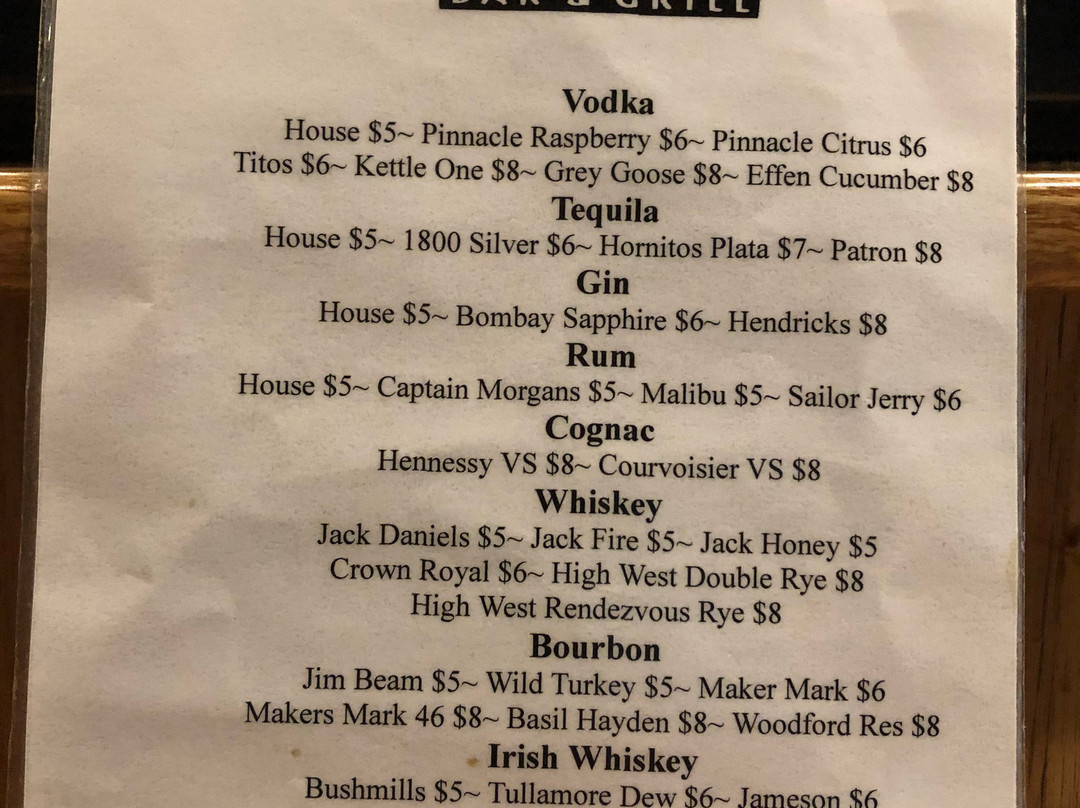 BAR & GRILL
Vodka
House $5~ Pinnacle Raspberry $6~ Pinnacle Citrus $6
Titos $6~ Kettle One $8~ Grey Goose $8~ Effen Cucumber $8
Tequila
House $5~ 1800 Silver $6~ Hornitos Plata $7~ Patron $8
Gin
House $5~ Bombay Sapphire $6~ Hendricks $8
Rum
House $5~ Captain Morgans $5~ Malibu $5~ Sailor Jerry $6
Cognac
Hennessy VS $8~ Courvoisier VS $8
Whiskey
Jack Daniels $5~ Jack Fire $5~ Jack Honey $5
Crown Royal $6~ High West Double Rye $8
High West Rendezvous Rye $8
Bourbon
Jim Beam $5~ Wild Turkey $5~ Maker Mark $6
Makers Mark 46 $8~ Basil Hayden $8~ Woodford Res $8
Irish Whiskey
Bushmills $5~ Tullamore Dew $6~ Jameson $6